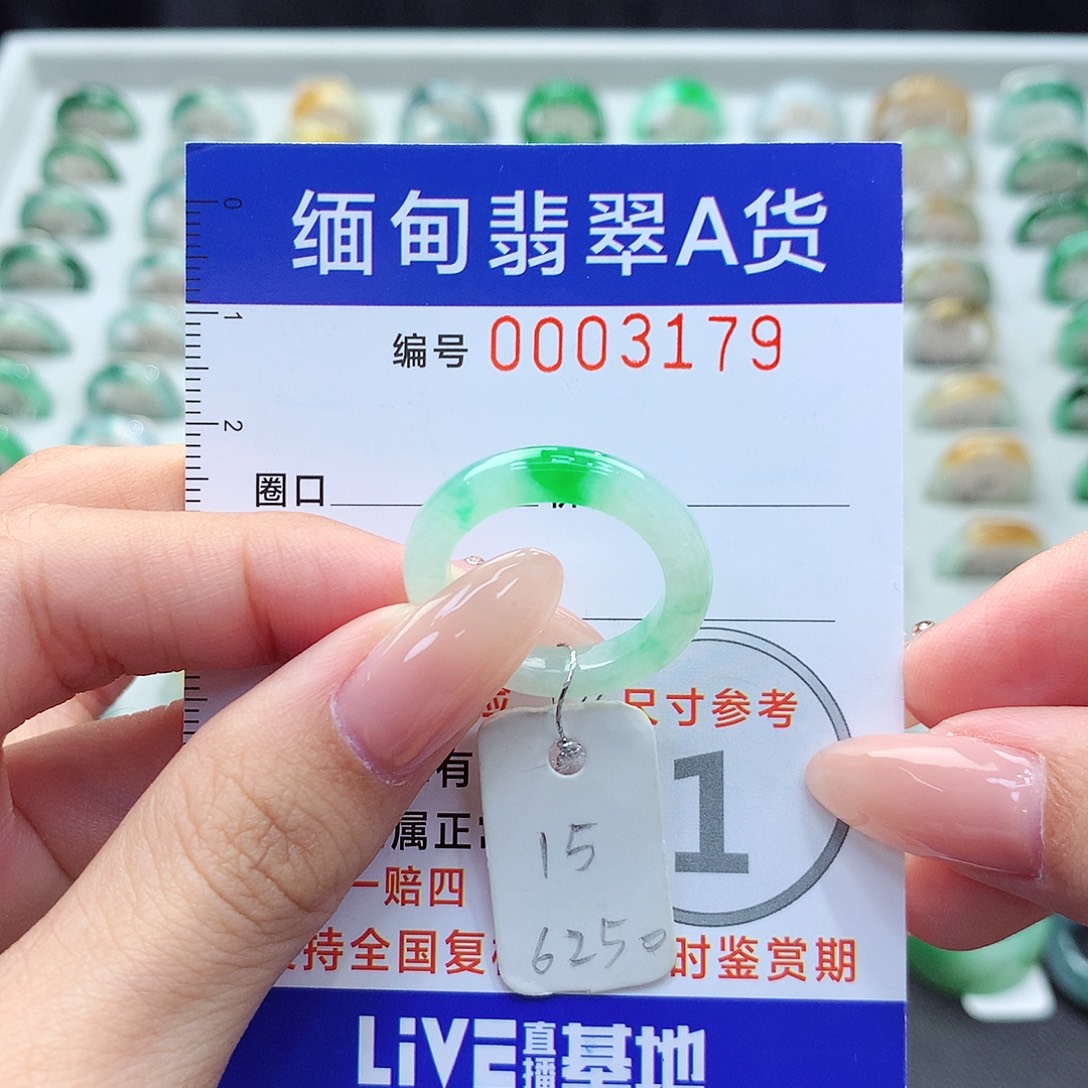 缅甸翡翠A货
0
编号 0003179
1
2
圈口
尺寸参考
有
1
属正
15
一赔四
6250
持全国复 时鉴赏期
LiVE直播基地